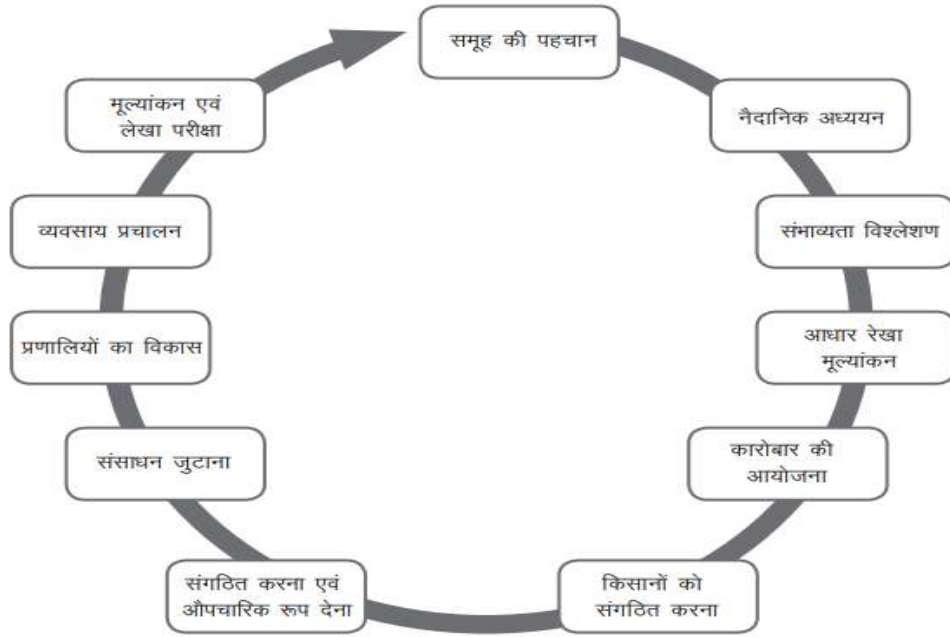 समूह की पहचान
नैदानिक अध्ययन
संभाव्यता विश्लेशण
आधार रेखा
मूल्यांकन
कारोबार की
आयोजना
किसानों को
संगठित करना
संगठित करना एवं
औपचारिक रूप देना
संसाधन जुटाना
प्रणालियों का विकास
व्यवसाय प्रचालन
मूल्यांकन एवं
लेखा परीक्षा